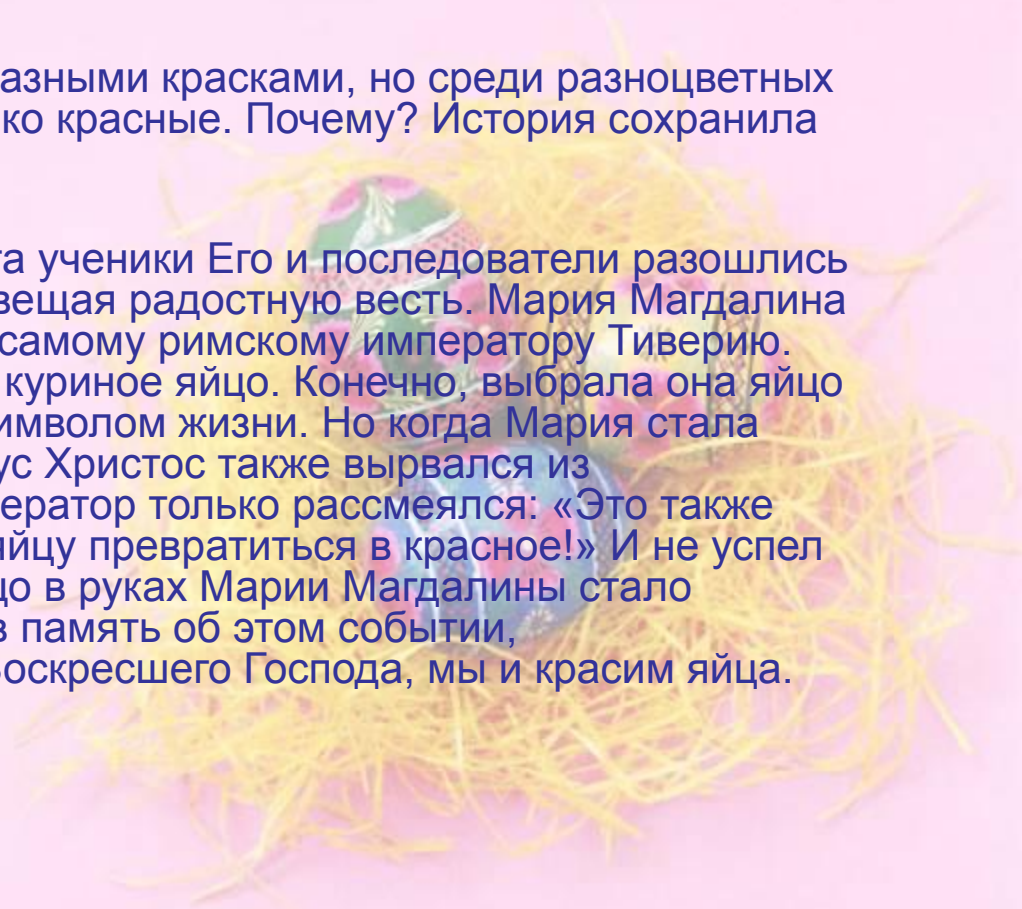 азными красками, но среди разноцветных
ко красные. Почему? История сохранила
та ученики Его и последователи разошлись
вещая радостную весть. Мария Магдалина
самому римскому императору Тиверию.
куриное яйцо. Конечно, выбрала она яйцо
имволом жизни. Но когда Мария стала
ус Христос также вырвался из
ератор только рассмеялся: «Это также
яйцу превратиться в красное!» И не успел
цо в руках Марии Магдалины стало
в память об этом событии,
Воскресшего Господа, мы и красим яйца.